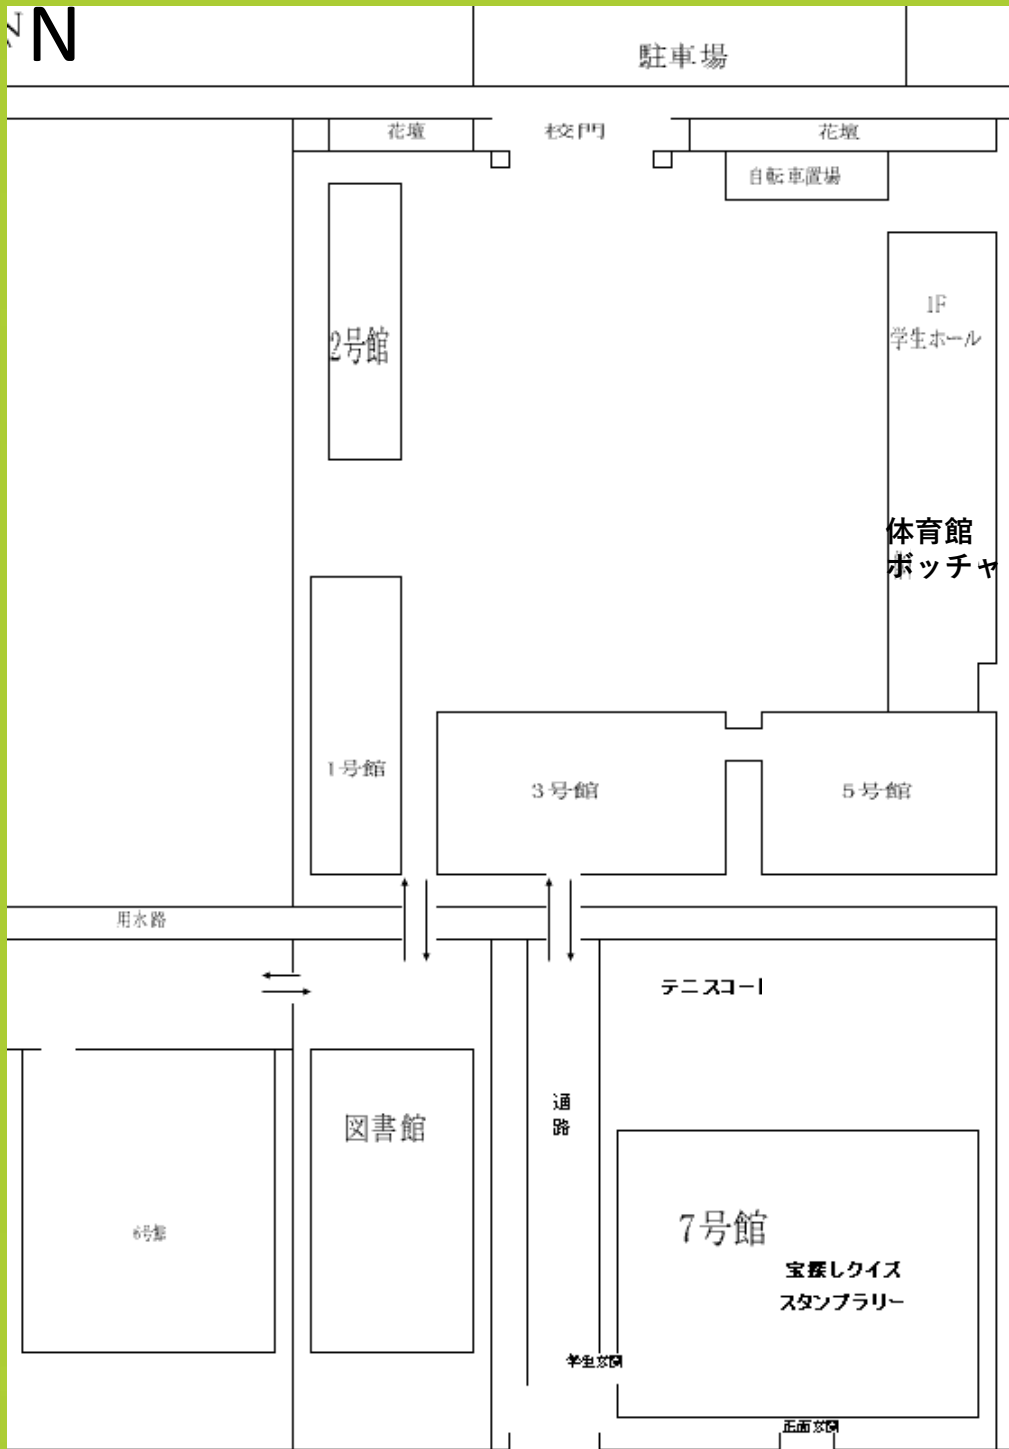 N
N
駐車場
花壇
校門
花壇
自転車置場
1F
学生ホール
2号館
体育館
ボッチャ
1号館
3号館
5号館
用水路
テニスコート
通
路
図書館
6号館
7号館
宝探しクイズ
スタンプラリー
学生玄関
正面玄関